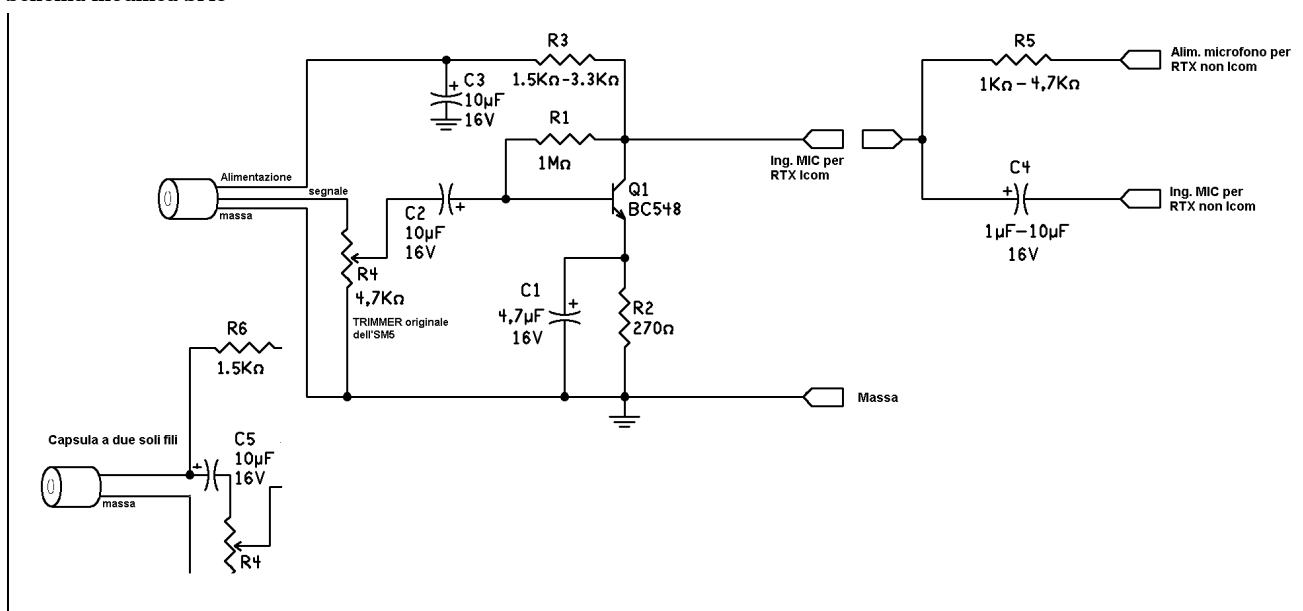 R3
1.5KΩ-3.3KΩ
C3
10µF
16V
R1
1MΩ
Alimentazione
segnale
massa
C2
10µF
16V
Q1
BC548
R4
4,7KΩ
TRIMMER originale
dell'SM5
C1
4,7µF
16V
R2
270Ω
Ing. MIC per
RTX Icom
R5
1KΩ – 4,7KΩ
Alim. microfono per
RTX non Icom
C4
1µF–10µF
16V
Ing. MIC per
RTX non Icom
Massa
R6
1.5KΩ
Capsula a due soli fili
C5
10µF
16V
massa
R4